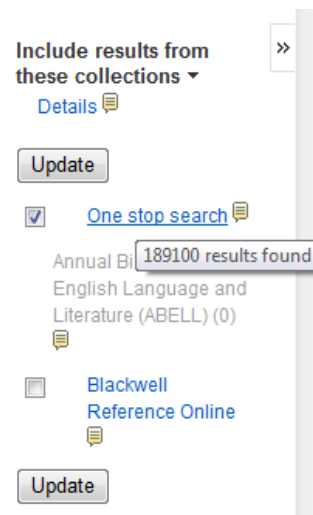 Include results from »
these collections ▾
Details
Update
One stop search
189100 results found
Annual Bi
English Language and
Literature (ABELL) (0)
Blackwell
Reference Online
Update